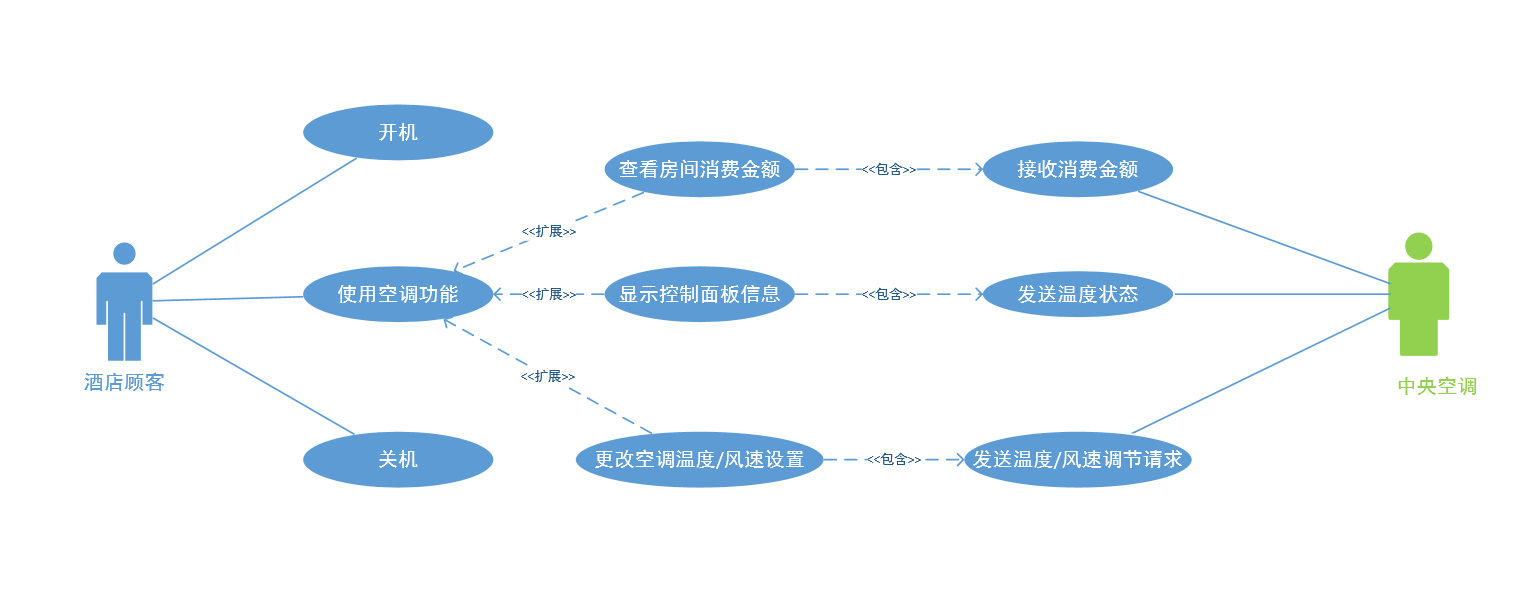 开机
查看房间消费金额
<<包含>>
接收消费金额
<<扩展>>
使用空调功能
<<扩展>>
显示控制面板信息
<<包含>>
发送温度状态
<<扩展>>
酒店顾客
中央空调
关机
更改空调温度/风速设置
<<包含>>
发送温度/风速调节请求